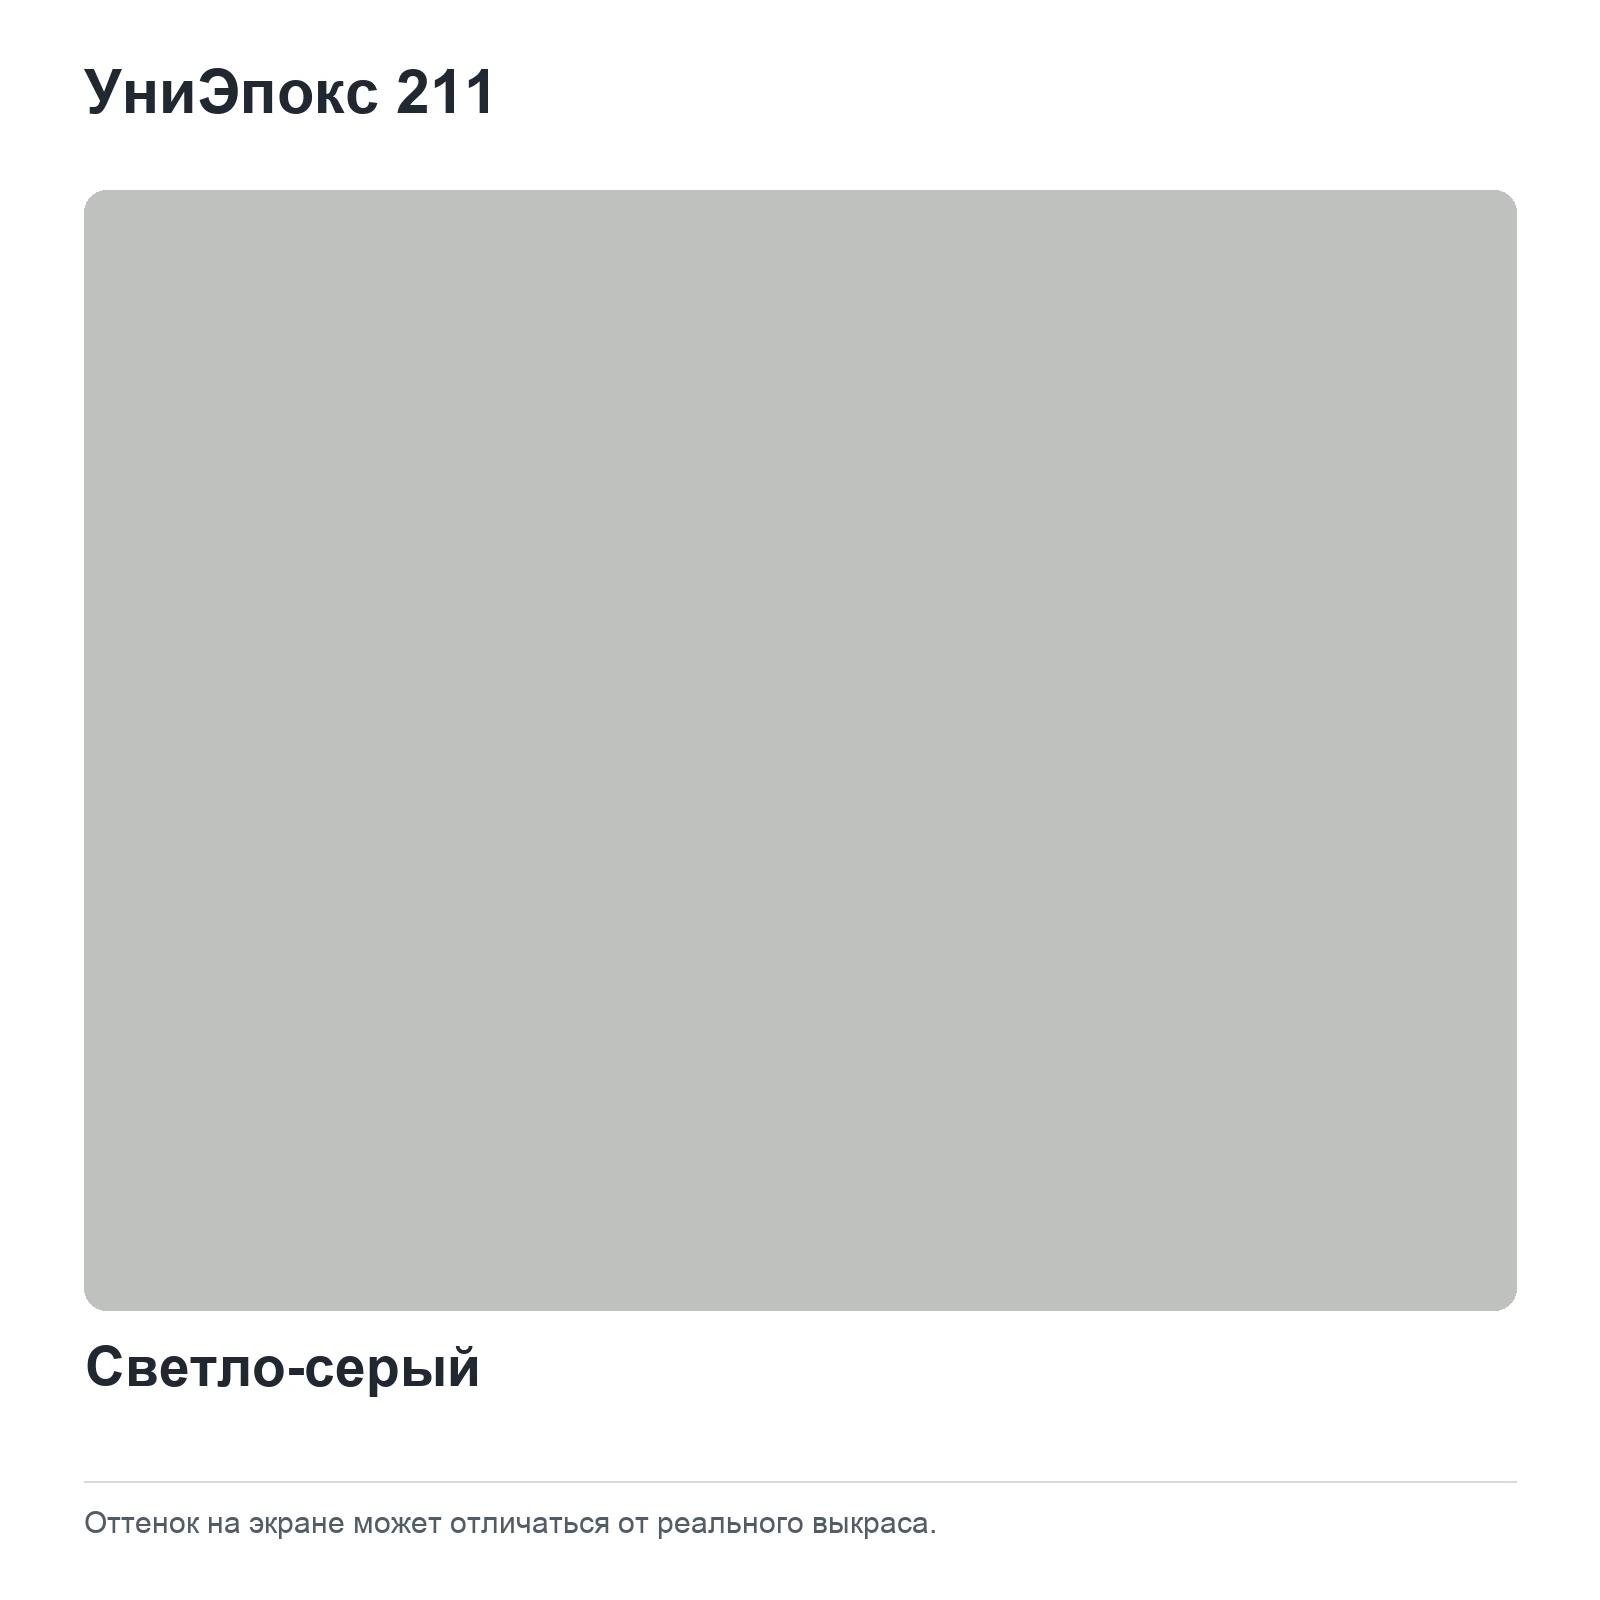 УниЭпокс 211
Светло-серый
Оттенок на экране может отличаться от реального выкраса.